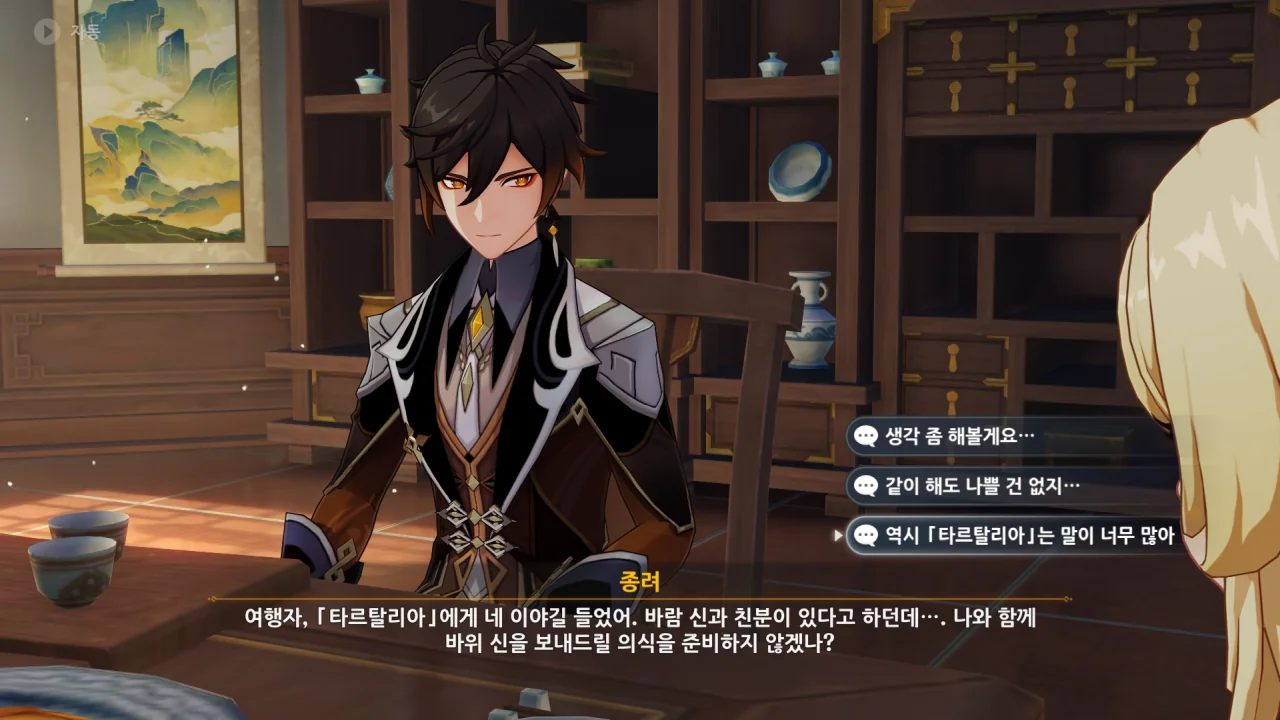 자동
생각 좀 해볼게요…
같이 해도 나쁠 건 없지…
역시 「타르탈리아」는 말이 너무 많아
종려
여행자, 「타르탈리아」에게 네 이야길 들었어. 바람 신과 친분이 있다고 하던데…. 나와 함께
바위 신을 보내드릴 의식을 준비하지 않겠나?